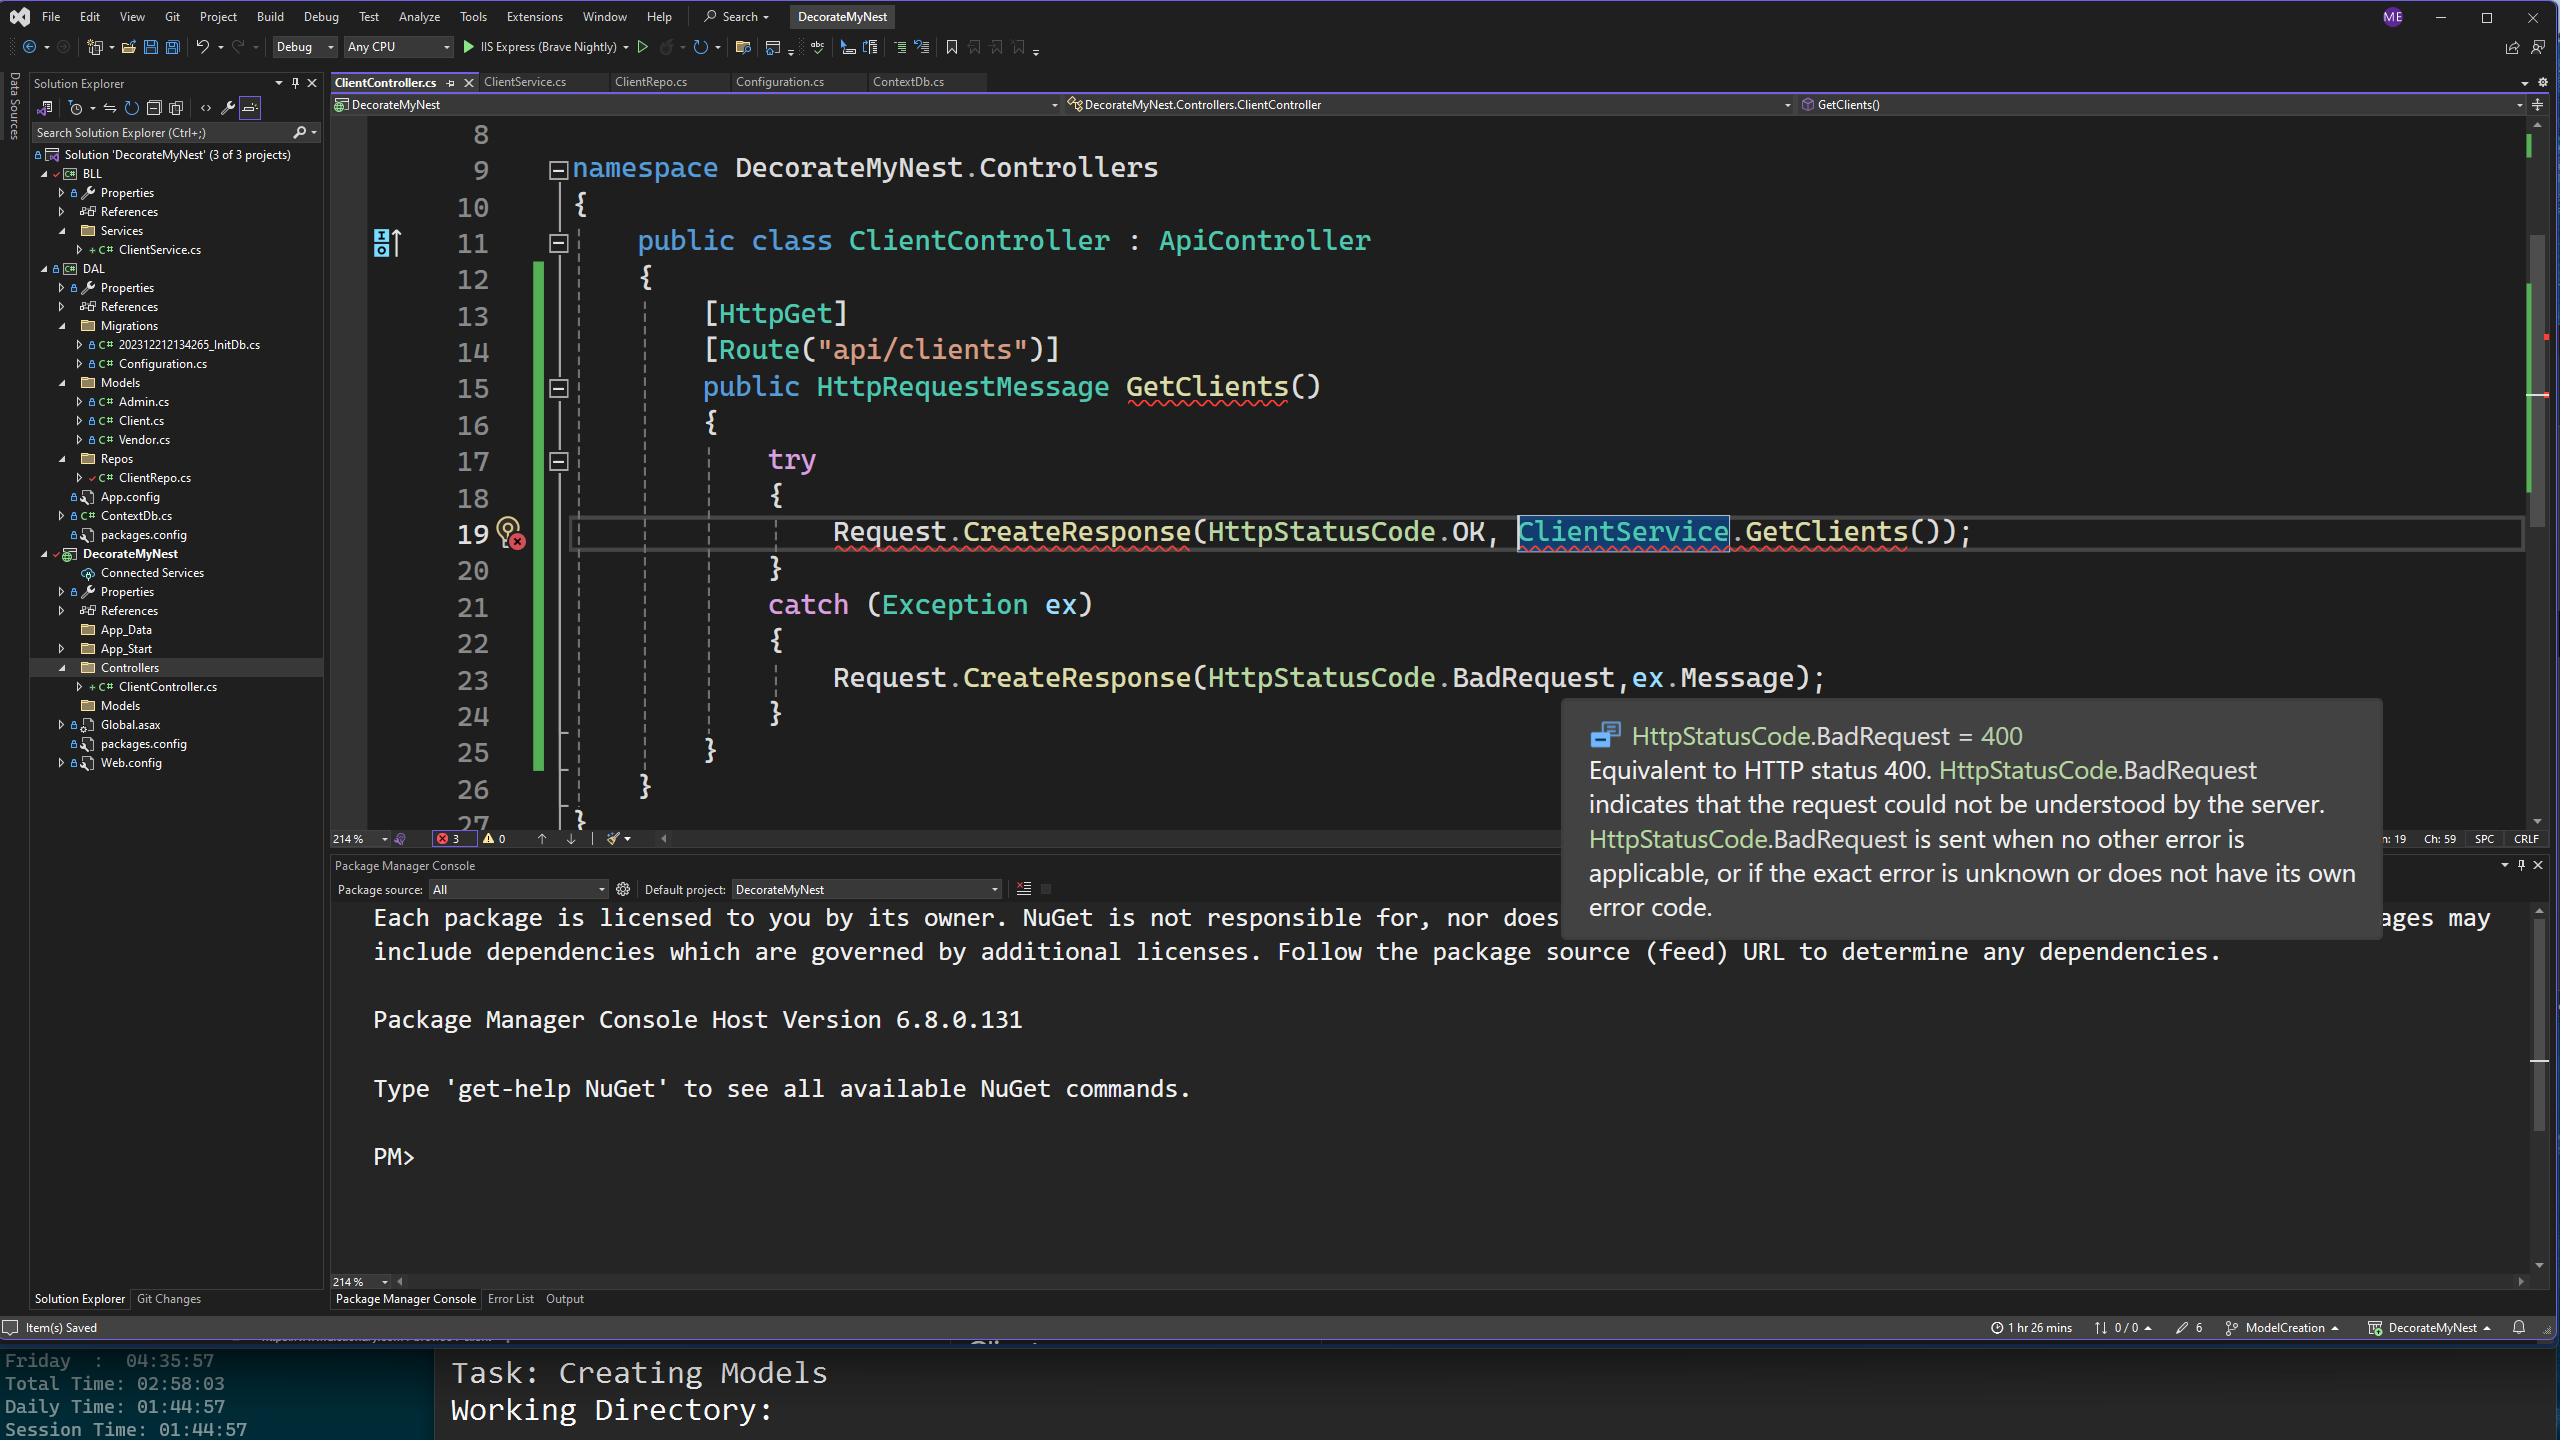 File Edit View Git Project Build Debug Test Analyze Tools Extensions Window Help Search DecorateMyNest ME
Debug Any CPU IIS Express (Brave Nightly)
Data Sources
Solution Explorer
Search Solution Explorer (Ctrl+;)
Solution 'DecorateMyNest' (3 of 3 projects)
BLL
Properties
References
Services
C# ClientService.cs
DAL
Properties
References
Migrations
C# 202312212134265_InitDb.cs
C# Configuration.cs
Models
C# Admin.cs
C# Client.cs
C# Vendor.cs
Repos
C# ClientRepo.cs
App.config
C# ContextDb.cs
packages.config
DecorateMyNest
Connected Services
Properties
References
App_Data
App_Start
Controllers
C# ClientController.cs
Models
Global.asax
packages.config
Web.config
Solution Explorer Git Changes
ClientController.cs ClientService.cs ClientRepo.cs Configuration.cs ContextDb.cs
DecorateMyNest DecorateMyNest.Controllers.ClientController GetClients()
8
9 namespace DecorateMyNest.Controllers
10 {
11 public class ClientController : ApiController
12 {
13 [HttpGet]
14 [Route("api/clients")]
15 public HttpRequestMessage GetClients()
16 {
17 try
18 {
19 Request.CreateResponse(HttpStatusCode.OK, ClientService.GetClients());
20 }
21 catch (Exception ex)
22 {
23 Request.CreateResponse(HttpStatusCode.BadRequest,ex.Message);
24 }
25 }
26 }
27 }
HttpStatusCode.BadRequest = 400
Equivalent to HTTP status 400. HttpStatusCode.BadRequest
indicates that the request could not be understood by the server.
HttpStatusCode.BadRequest is sent when no other error is
applicable, or if the exact error is unknown or does not have its own
error code.
214 % 3 0 n: 19 Ch: 59 SPC CRLF
Package Manager Console
Package source: All Default project: DecorateMyNest
Each package is licensed to you by its owner. NuGet is not responsible for, nor does ages may
include dependencies which are governed by additional licenses. Follow the package source (feed) URL to determine any dependencies.
Package Manager Console Host Version 6.8.0.131
Type 'get-help NuGet' to see all available NuGet commands.
PM>
214 %
Package Manager Console Error List Output
Item(s) Saved 1 hr 26 mins 0 / 0 6 ModelCreation DecorateMyNest
Friday : 04:35:57
Total Time: 02:58:03
Daily Time: 01:44:57
Session Time: 01:44:57
Task: Creating Models
Working Directory: